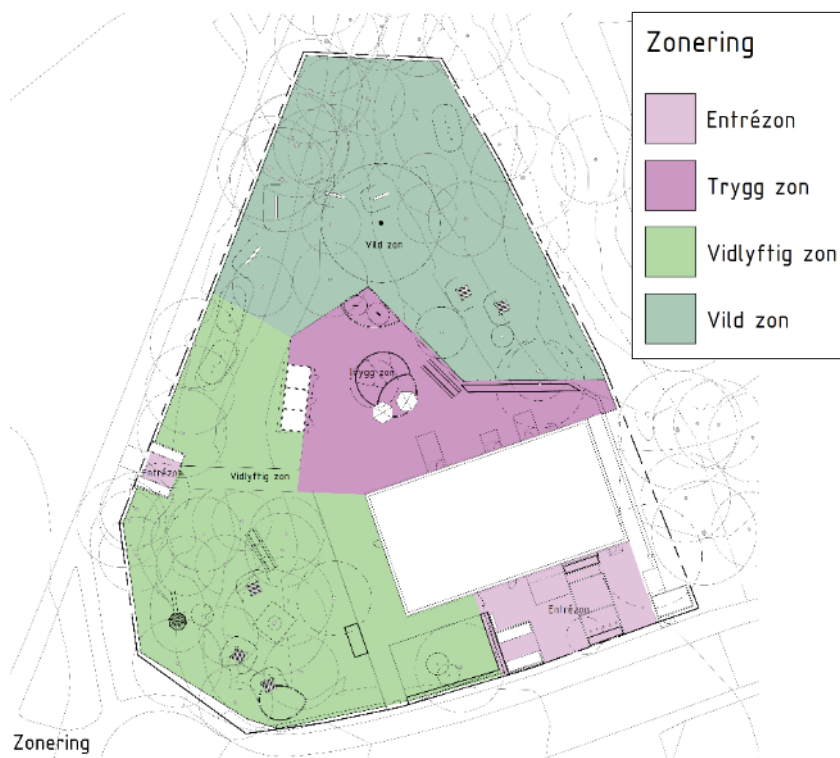 Zonering
Entrézon
Trygg zon
Vidlyftig zon
Vild zon
Vild zon
Trygg zon
Entrézon
Vidlyftig zon
Entrézon
Zonering